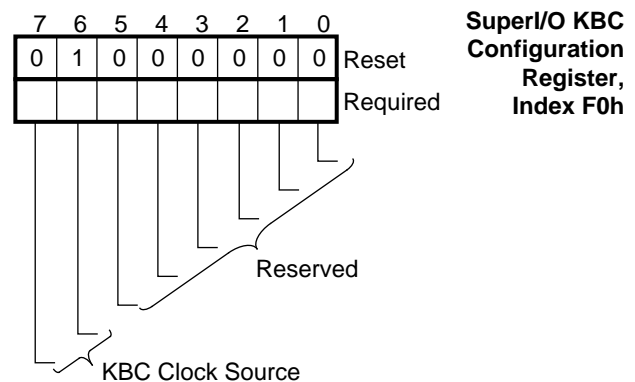 7 6 5 4 3 2 1 0
0 1 0 0 0 0 0 0 Reset
Required
SuperI/O KBC
Configuration
Register,
Index F0h
Reserved
KBC Clock Source